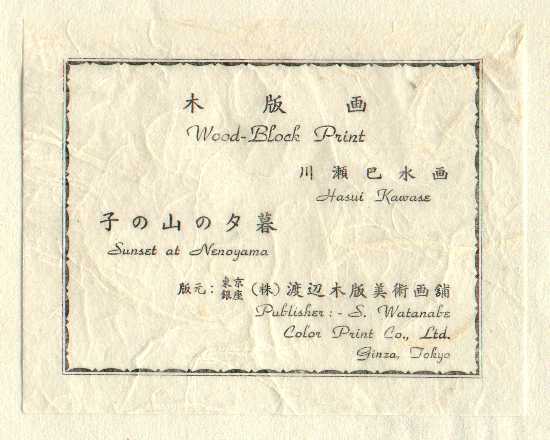 木版画
Wood-Block Print
川瀬巴水画
Hasui Kawase
子の山の夕暮
Sunset at Nenoyama
版元：東京銀座（株）渡辺木版美術画舗
Publisher:- S. Watanabe
Color Print Co., Ltd.
Ginza, Tokyo